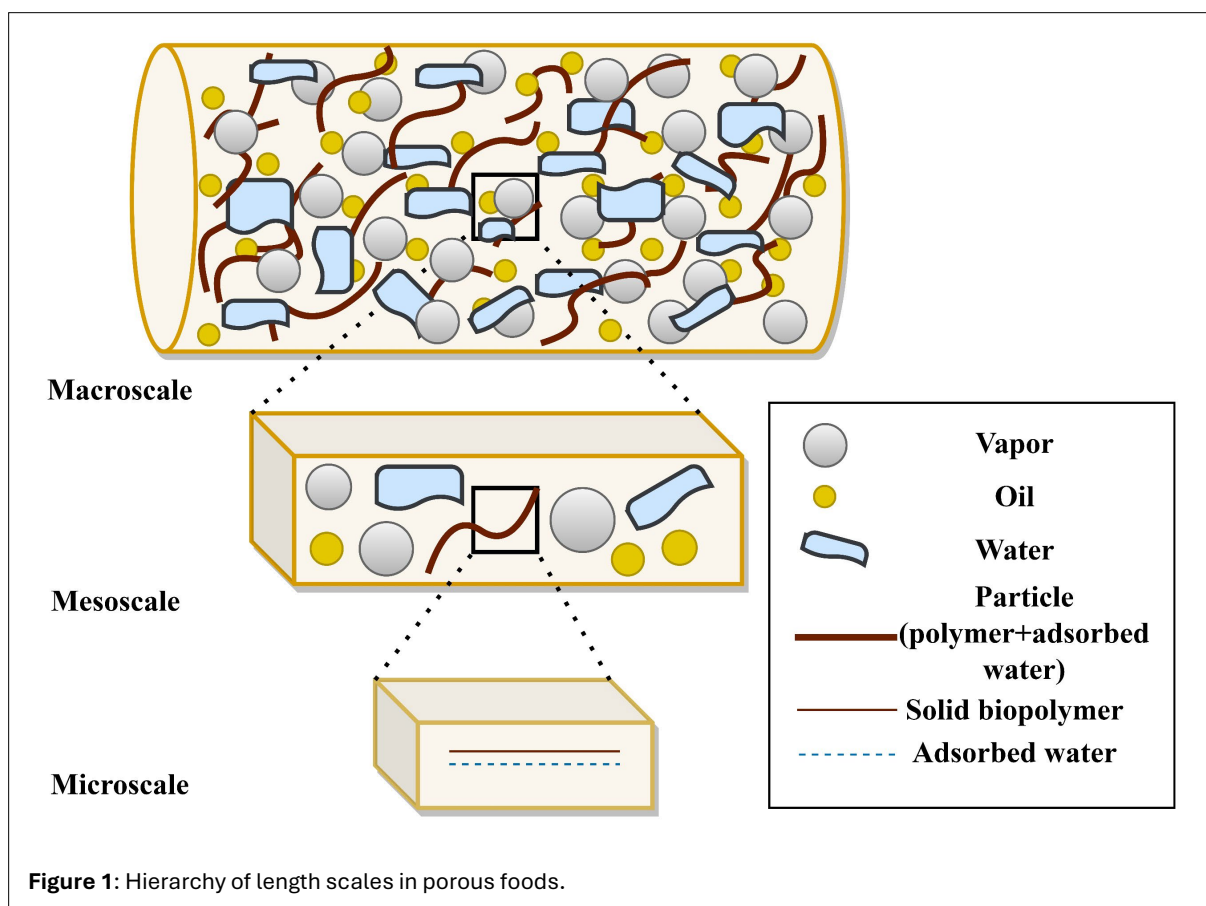 Macroscale
Mesoscale
Microscale
Vapor
Oil
Water
Particle
(polymer+adsorbed
water)
Solid biopolymer
Adsorbed water
Figure 1: Hierarchy of length scales in porous foods.